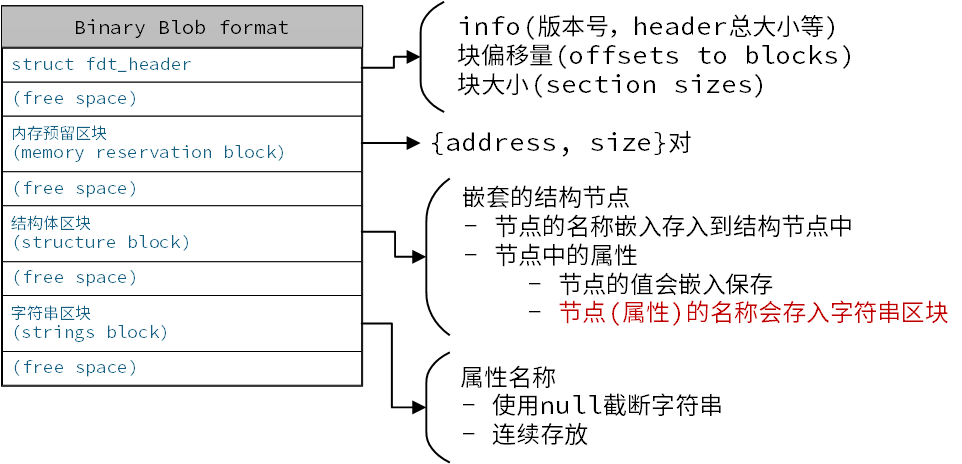 Binary Blob format
struct fdt_header
(free space)
内存预留区块
(memory reservation block)
(free space)
结构体区块
(structure block)
(free space)
字符串区块
(strings block)
(free space)
info(版本号，header总大小等)
块偏移量(offsets to blocks)
块大小(section sizes)
{address, size}对
嵌套的结构节点
- 节点的名称嵌入存入到结构节点中
- 节点中的属性
- 节点的值会嵌入保存
- 节点(属性)的名称会存入字符串区块
属性名称
- 使用null截断字符串
- 连续存放